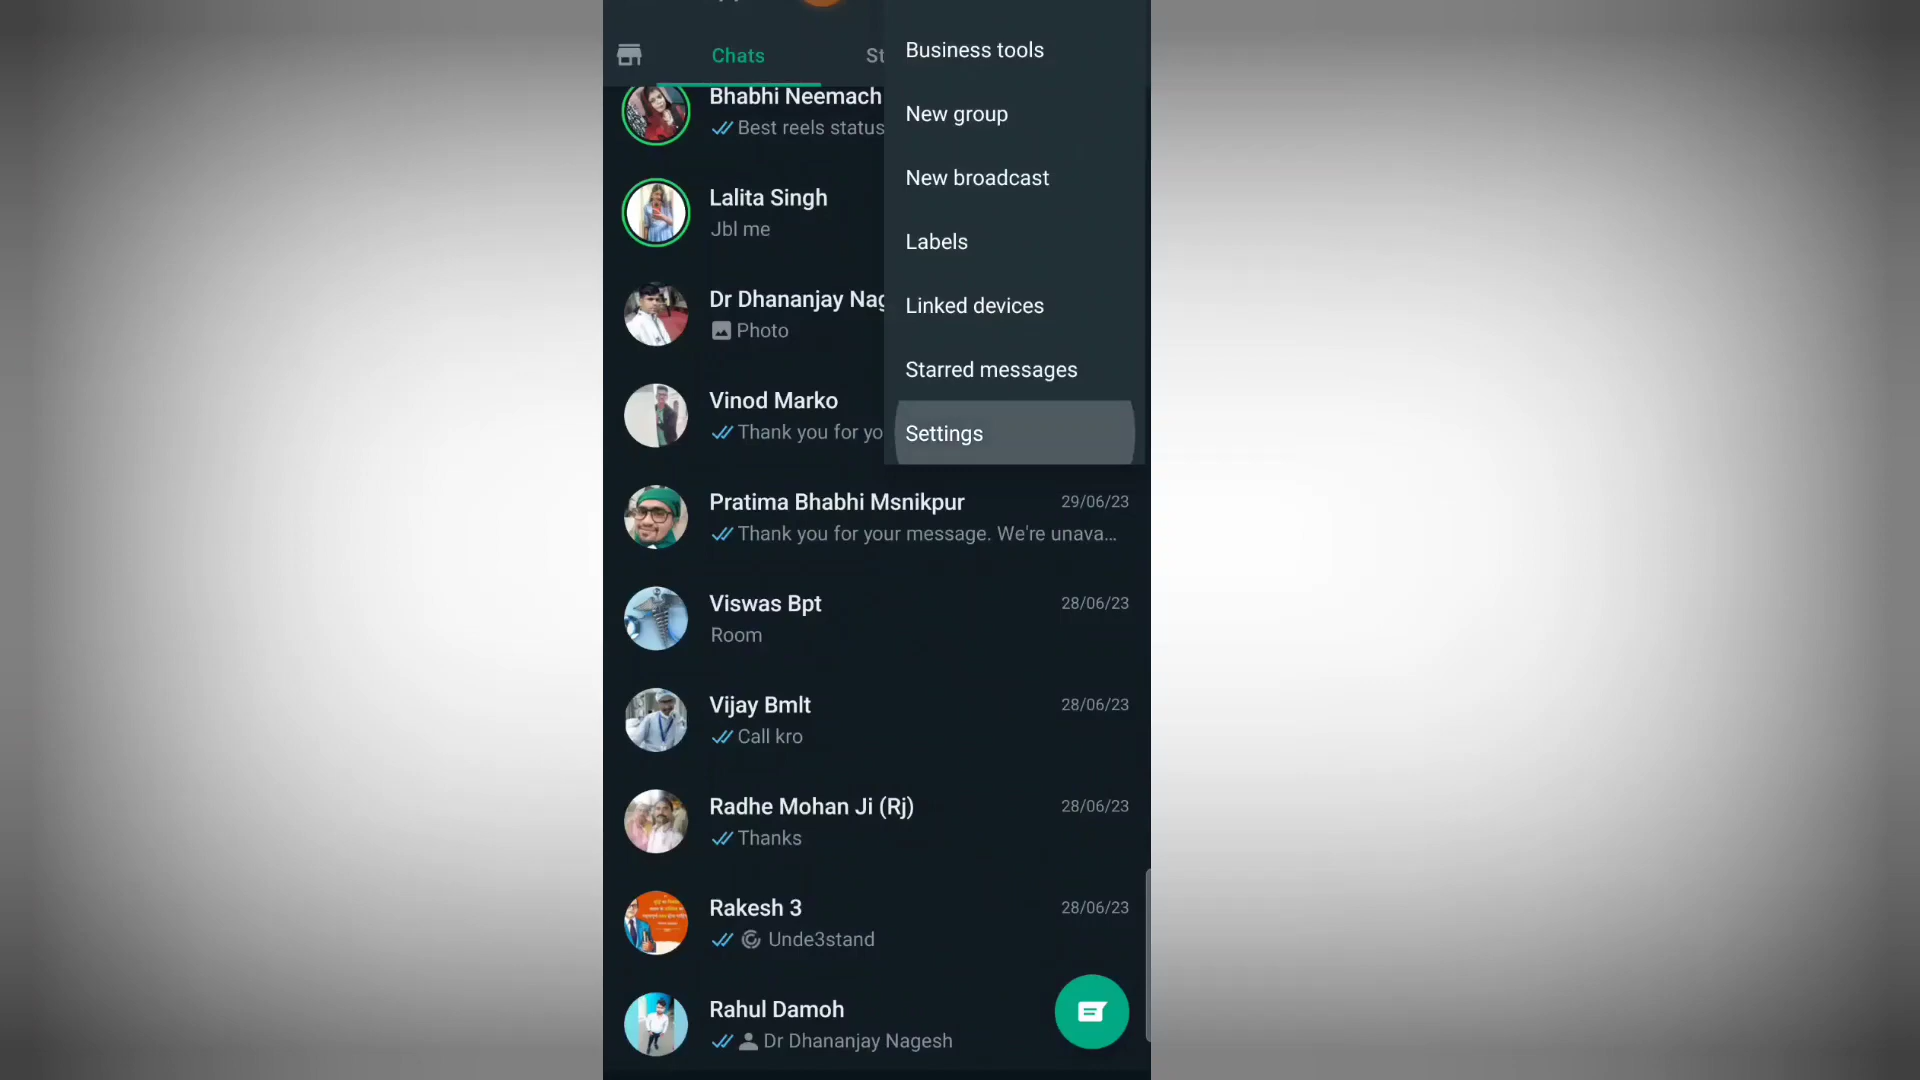 Chats
St
Business tools
New group
New broadcast
Labels
Linked devices
Starred messages
Settings
Bhabhi Neemach
Best reels status
Lalita Singh
Jbl me
Dr Dhananjay Nag
Photo
Vinod Marko
Thank you for yo
Pratima Bhabhi Msnikpur 29/06/23
Thank you for your message. We're unava...
Viswas Bpt 28/06/23
Room
Vijay Bmlt 28/06/23
Call kro
Radhe Mohan Ji (Rj) 28/06/23
Thanks
Rakesh 3 28/06/23
Unde3stand
Rahul Damoh
Dr Dhananjay Nagesh